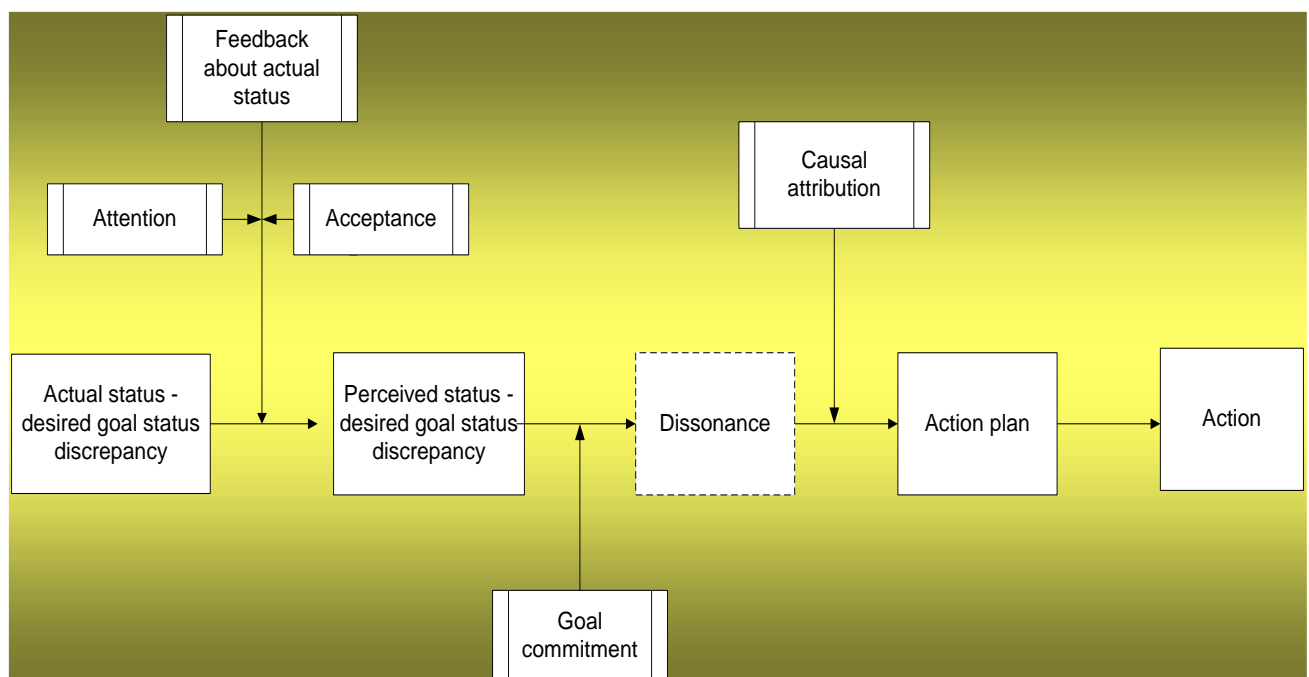 Feedback
about actual
status
Causal
attribution
Attention
Acceptance
Actual status -
desired goal status
discrepancy
Perceived status -
desired goal status
discrepancy
Dissonance
Action plan
Action
Goal
commitment